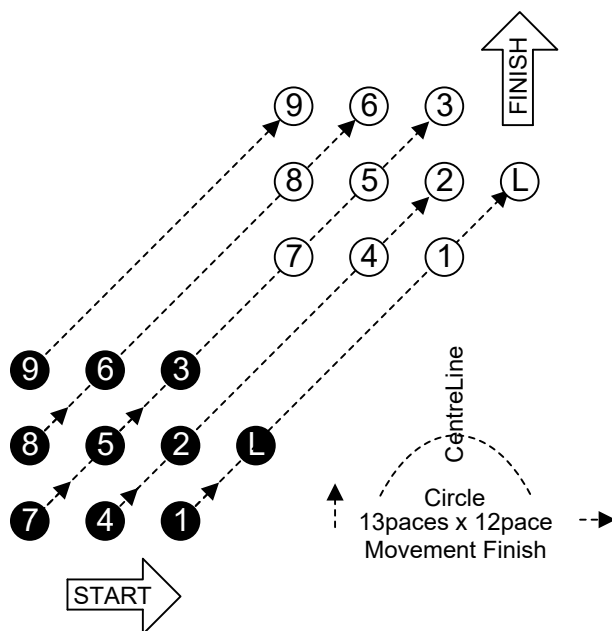 FINISH
9 6 3
8 5 2 L
7 4 1
9 6 3
8 5 2 L
7 4 1
CentreLine
Circle
13paces x 12pace
Movement Finish
START